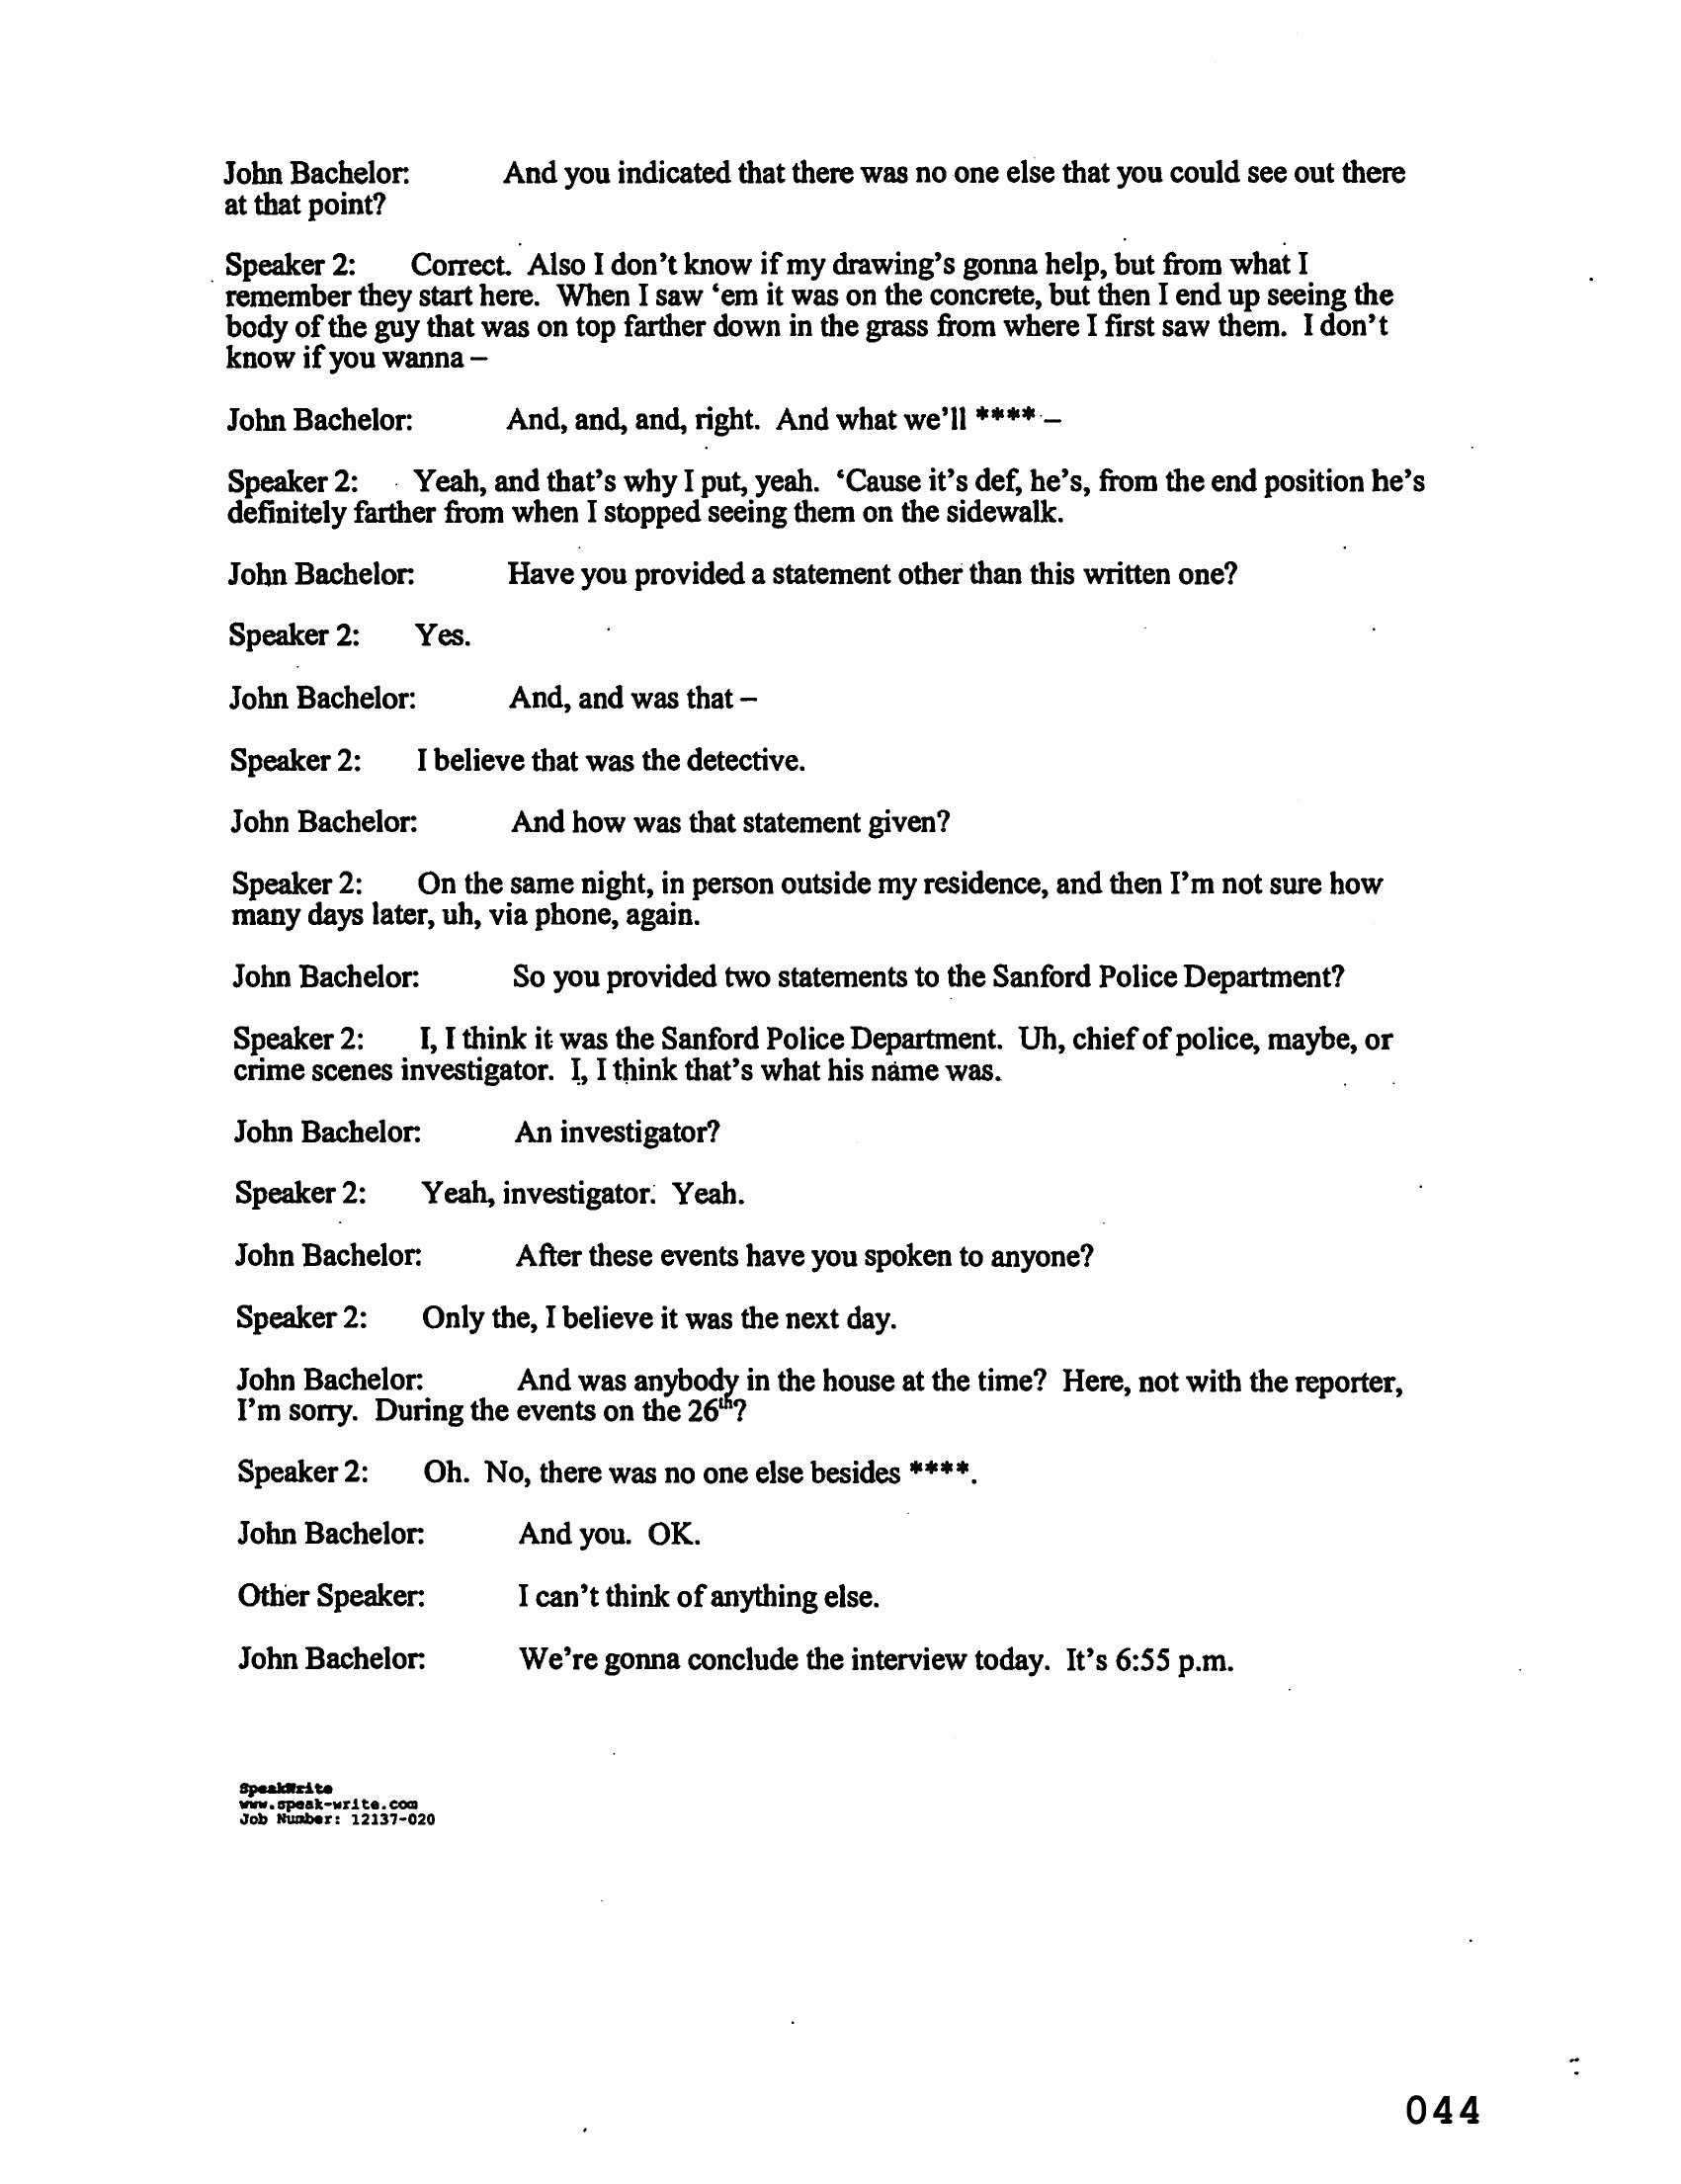 John Bachelor: And you indicated that there was no one else that you could see out there
at that point?
Speaker 2: Correct. Also I don't know if my drawing's gonna help, but from what I
remember they start here. When I saw ‘em it was on the concrete, but then I end up seeing the
body of the guy that was on top farther down in the grass from where I first saw them. I don't
know if you wanna –
John Bachelor: And, and, and, right. And what we'll **** –
Speaker 2: Yeah, and that's why I put, yeah. ‘Cause it's def, he's, from the end position he's
definitely farther from when I stopped seeing them on the sidewalk.
John Bachelor: Have you provided a statement other than this written one?
Speaker 2: Yes.
John Bachelor: And, and was that –
Speaker 2: I believe that was the detective.
John Bachelor: And how was that statement given?
Speaker 2: On the same night, in person outside my residence, and then I'm not sure how
many days later, uh, via phone, again.
John Bachelor: So you provided two statements to the Sanford Police Department?
Speaker 2: I, I think it was the Sanford Police Department. Uh, chief of police, maybe, or
crime scenes investigator. I, I think that's what his name was.
John Bachelor: An investigator?
Speaker 2: Yeah, investigator. Yeah.
John Bachelor: After these events have you spoken to anyone?
Speaker 2: Only the, I believe it was the next day.
John Bachelor: And was anybody in the house at the time? Here, not with the reporter,
I'm sorry. During the events on the 26th?
Speaker 2: Oh. No, there was no one else besides ****.
John Bachelor: And you. OK.
Other Speaker: I can't think of anything else.
John Bachelor: We're gonna conclude the interview today. It's 6:55 p.m.
SpeakWrite
www.speak-write.com
Job Number: 12137-020
044